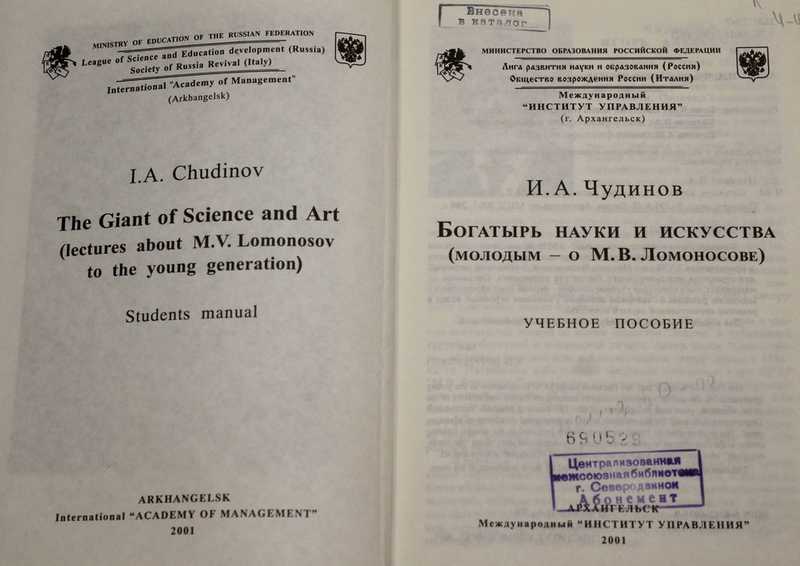 MINISTRY OF EDUCATION OF THE RUSSIAN FEDERATION
League of Science and Education development (Russia)
Society of Russia Revival (Italy)
International "Academy of Management"
(Arkhangelsk)
I.A. Chudinov
The Giant of Science and Art
(lectures about M.V. Lomonosov
to the young generation)
Students manual
ARKHANGELSK
International “ACADEMY OF MANAGEMENT”
2001
Внесена
в каталог
МИНИСТЕРСТВО ОБРАЗОВАНИЯ РОССИЙСКОЙ ФЕДЕРАЦИИ
Лига развития науки и образования (Россия)
Общество возрождения России (Италия)
Международный
“ИНСТИТУТ УПРАВЛЕНИЯ”
(г. Архангельск)
И. А. Чудинов
Богатырь науки и искусства
(молодым – о М. В. Ломоносове)
УЧЕБНОЕ ПОСОБИЕ
Централизованная
межсоюзная библиотека
г. Северодвинск
Абонемент
АРХАНГЕЛЬСК
Международный “ИНСТИТУТ УПРАВЛЕНИЯ”
2001